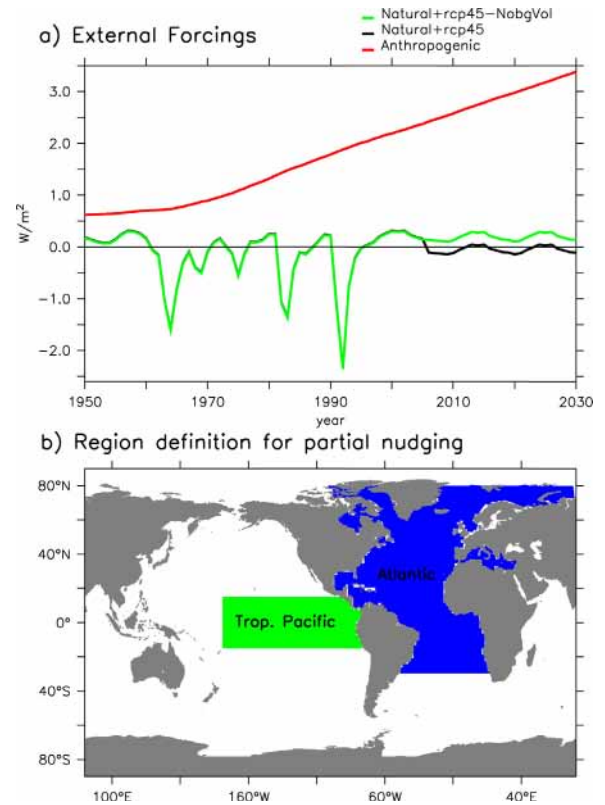 Natural+rcp45-NobgVol
Natural+rcp45
Anthropogenic
a) External Forcings
3.0
2.0
1.0
0.0
-1.0
-2.0
W/m²
1950
1970
1990
2010
2030
year
b) Region definition for partial nudging
80°N
40°N
0°
40°S
80°S
Atlantic
Trop. Pacific
100°E
160°W
60°W
40°E